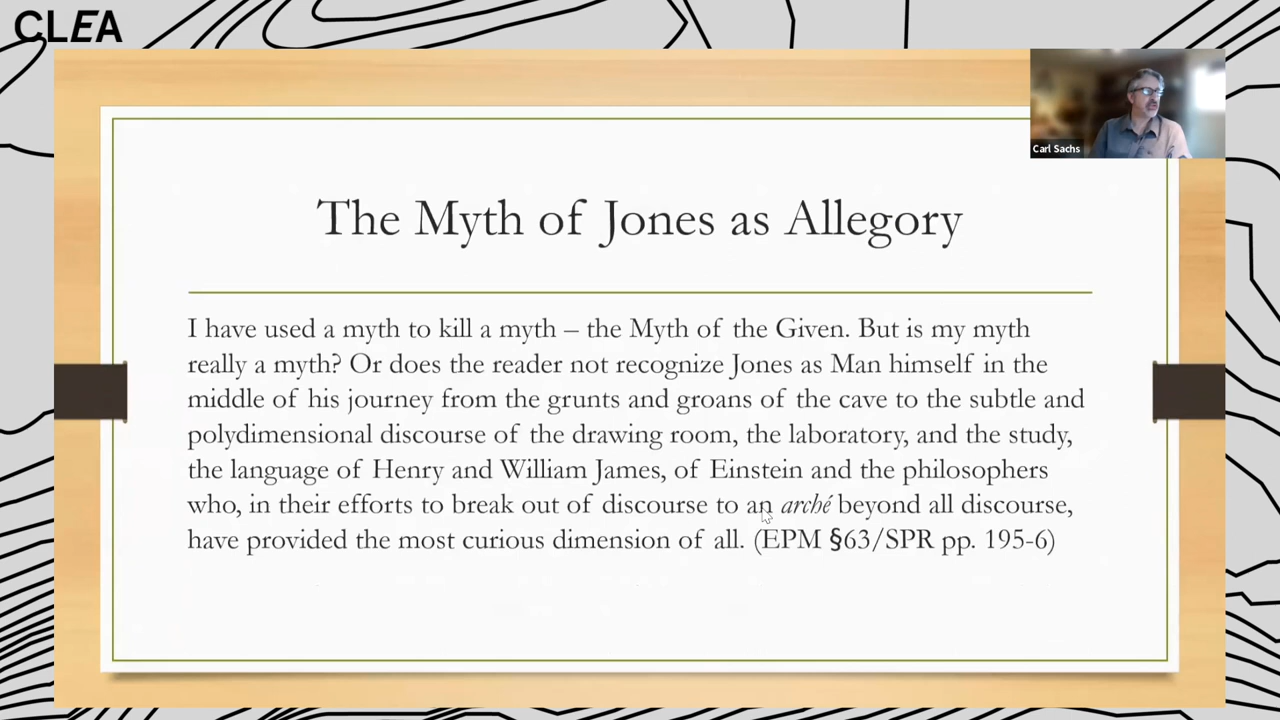 CLEA
Carl Sachs
The Myth of Jones as Allegory
I have used a myth to kill a myth – the Myth of the Given. But is my myth
really a myth? Or does the reader not recognize Jones as Man himself in the
middle of his journey from the grunts and groans of the cave to the subtle and
polydimensional discourse of the drawing room, the laboratory, and the study,
the language of Henry and William James, of Einstein and the philosophers
who, in their efforts to break out of discourse to an arché beyond all discourse,
have provided the most curious dimension of all. (EPM §63/SPR pp. 195-6)